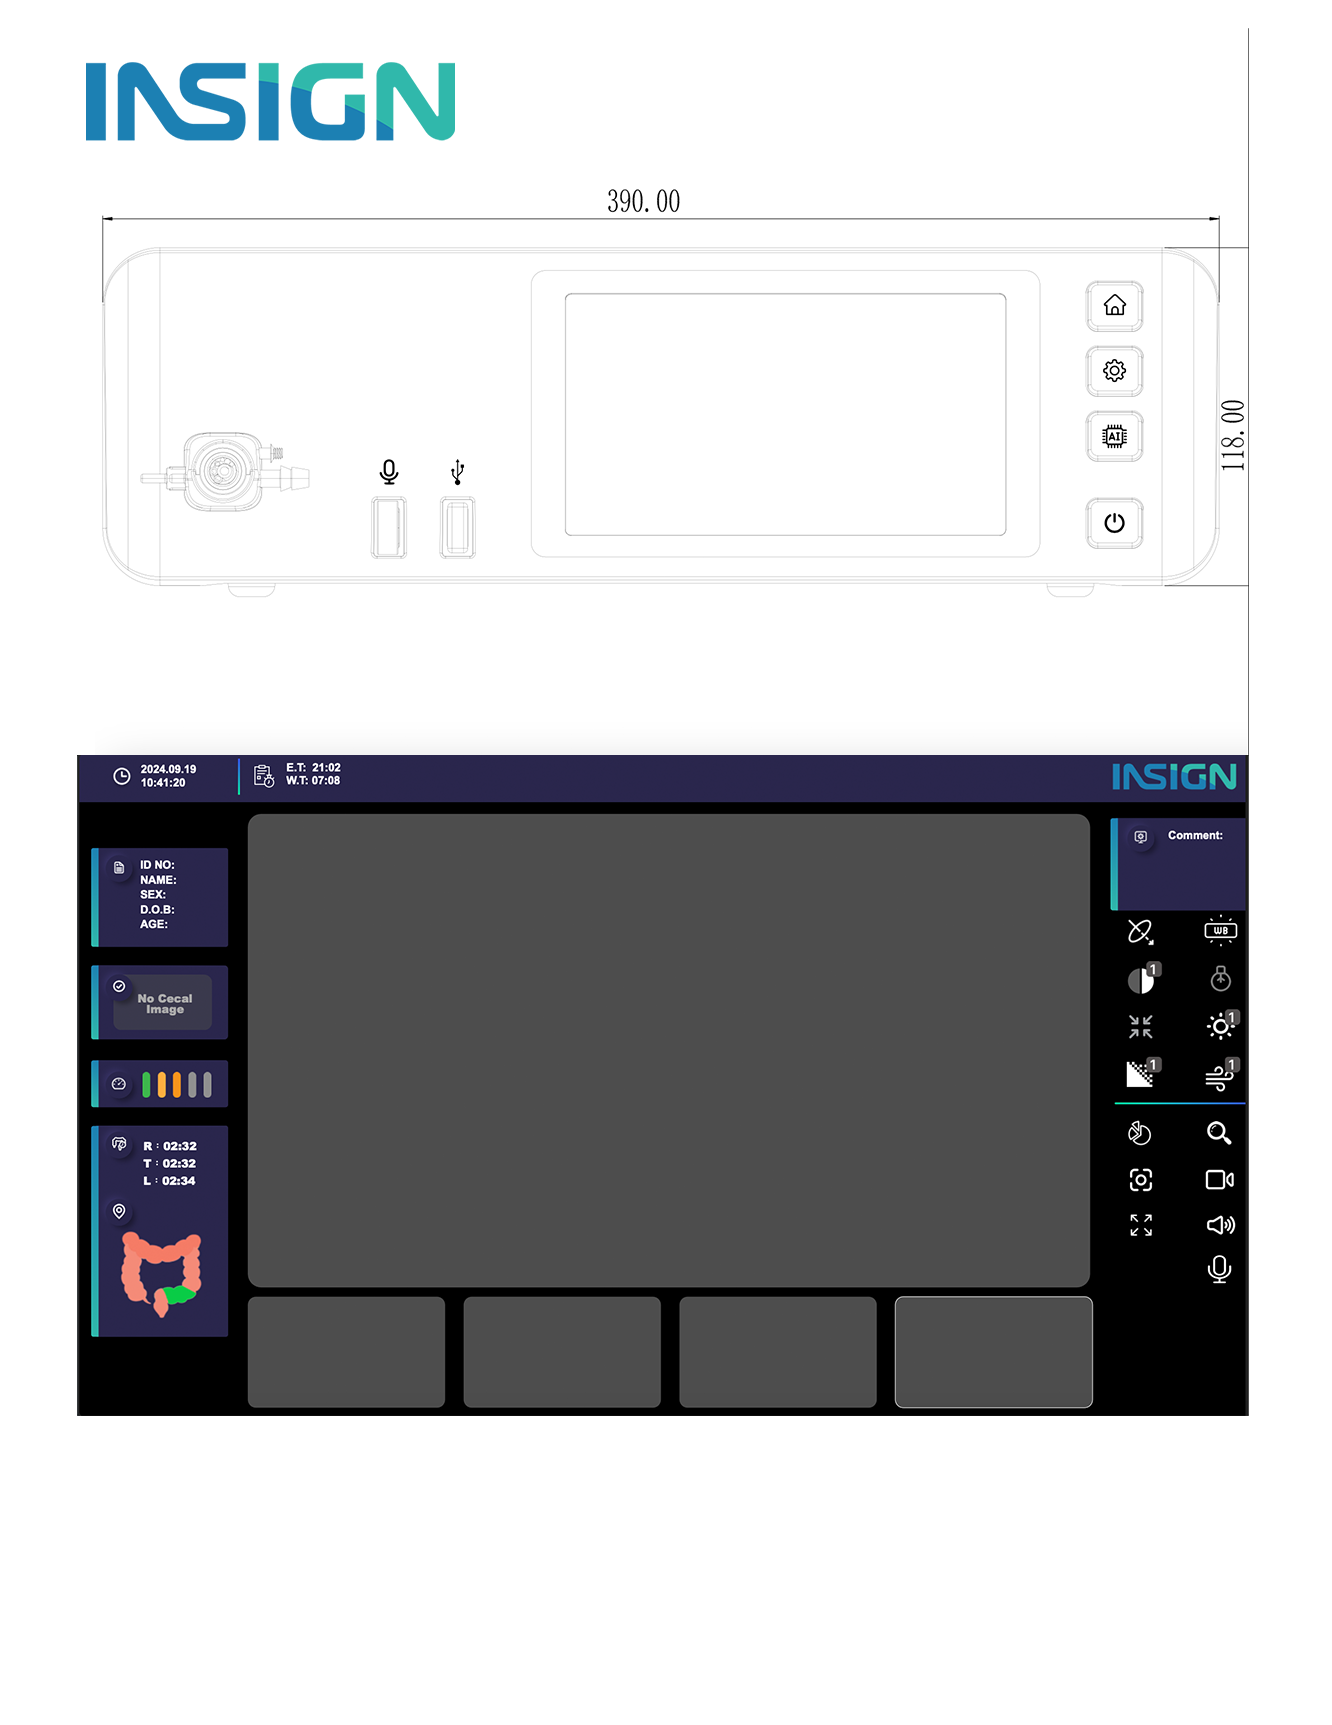 INSIGN
390.00
AI
118.00
2024.09.19
10:41:20
E.T: 21:02
W.T: 07:08
INSIGN
ID NO:
NAME:
SEX:
D.O.B:
AGE:
No Cecal
Image
R : 02:32
T : 02:32
L : 02:34
Comment:
WB
1
1
1
1